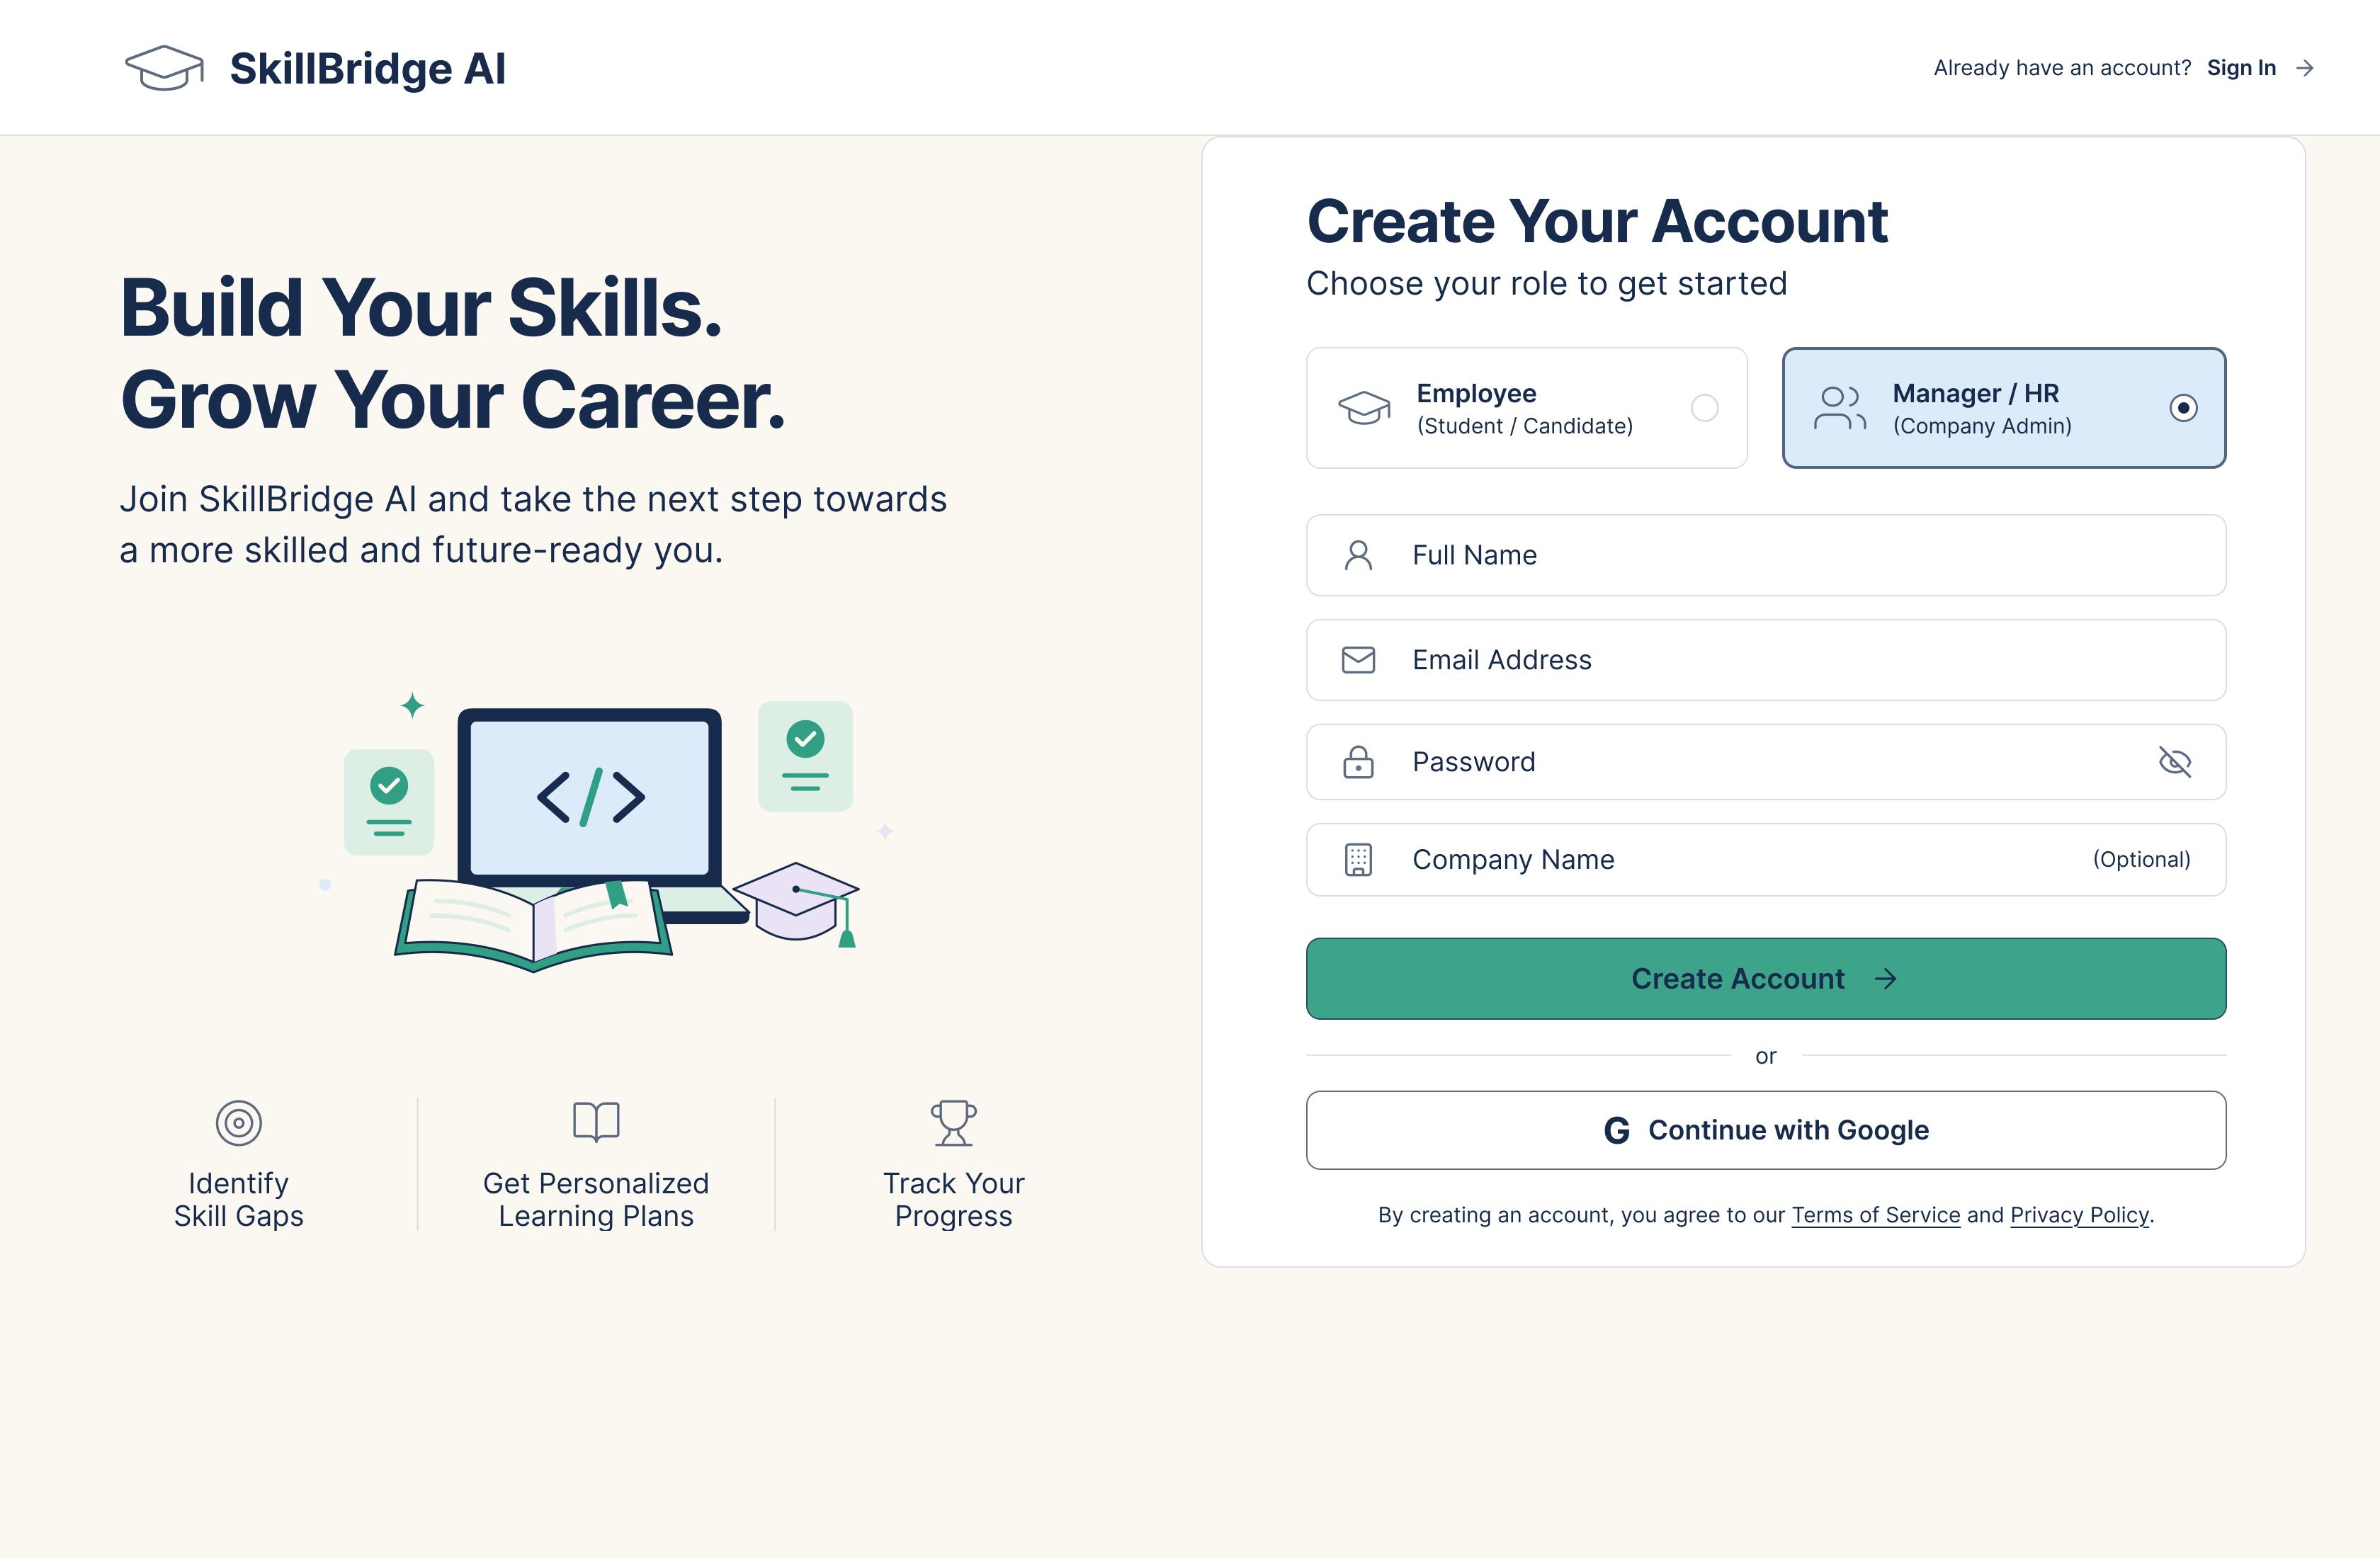 SkillBridge AI
Already have an account? Sign In
Build Your Skills.
Grow Your Career.
Join SkillBridge AI and take the next step towards
a more skilled and future-ready you.
</>
Identify
Skill Gaps
Get Personalized
Learning Plans
Track Your
Progress
Create Your Account
Choose your role to get started
Employee
(Student / Candidate)
Manager / HR
(Company Admin)
Full Name
Email Address
Password
Company Name (Optional)
Create Account
or
G Continue with Google
By creating an account, you agree to our Terms of Service and Privacy Policy.